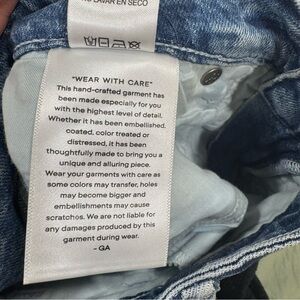 NO LAVAR EN SECO
"WEAR WITH CARE"
This hand-crafted garment has
been made especially for you
with the highest level of detail.
Whether it has been embellished,
coated, color treated or
distressed, it has been
thoughtfully made to bring you a
unique and alluring piece.
Wear your garments with care as
some colors may transfer, holes
may become bigger and
embellishments may cause
scratchs. We are not liable for
any damages produced by this
garment during wear.
- GA